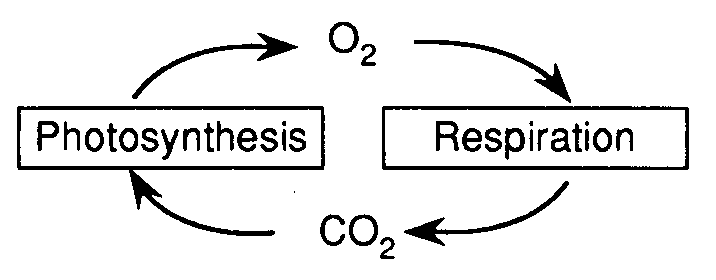 O₂
Photosynthesis
Respiration
CO₂